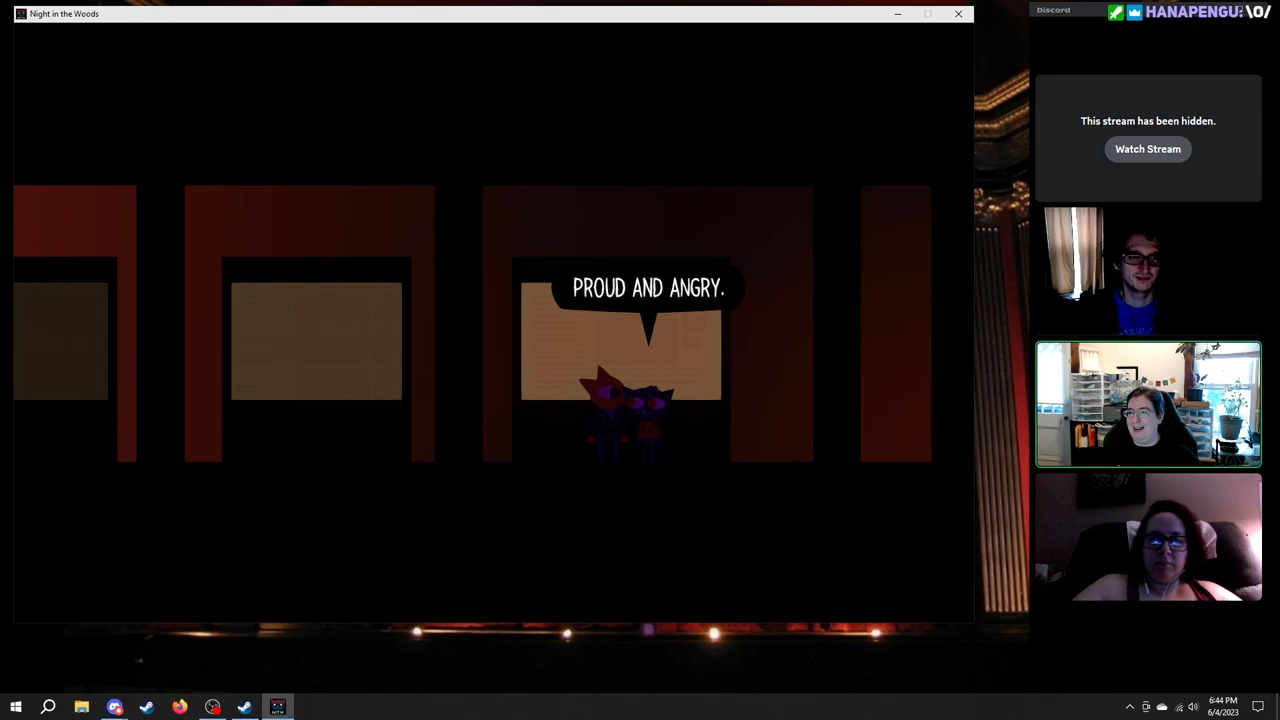 Night in the Woods
Discord
HANAPENGU! \O/
This stream has been hidden.
Watch Stream
PROUD AND ANGRY.
6:44 PM
6/4/2023